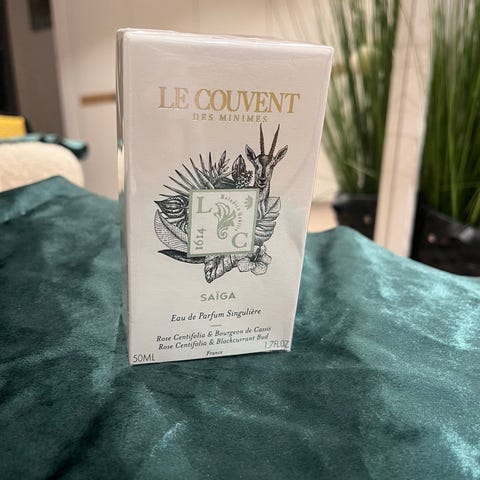 LE COUVENT
DES MINIMES
L
C
1614
SAÏGA
Eau de Parfum Singulière
Rose Centifolia & Bourgeon de Cassis
Rose Centifolia & Blackcurrant Bud
France
50ML
1.7FL.OZ